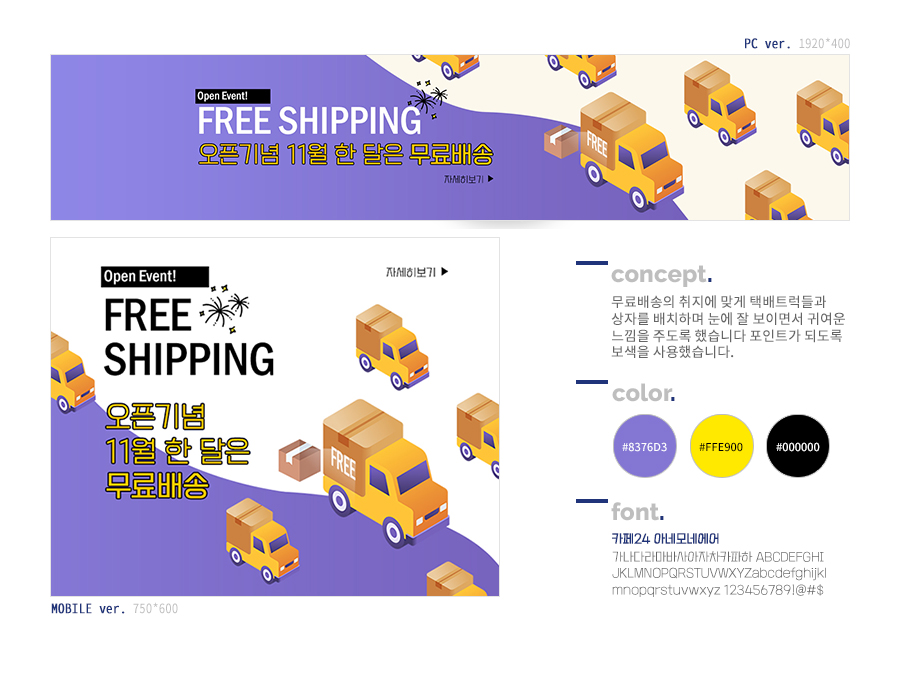 PC ver. 1920*400
Open Event!
FREE SHIPPING
오픈기념 11월 한 달은 무료배송
자세히보기 ▶
FREE
Open Event!
자세히보기 ▶
FREE
SHIPPING
오픈기념
11월 한 달은
무료배송
FREE
MOBILE ver. 750*600
concept.
무료배송의 취지에 맞게 택배트럭들과
상자를 배치하며 눈에 잘 보이면서 귀여운
느낌을 주도록 했습니다 포인트가 되도록
보색을 사용했습니다.
color.
#8376D3 #FFE900 #000000
font.
카페24 아네모네에어
가나다라마바사아자차카파하 ABCDEFGHI
JKLMNOPQRSTUVWXYZabcdefghijkl
mnopqrstuvwxyz 123456789!@#$